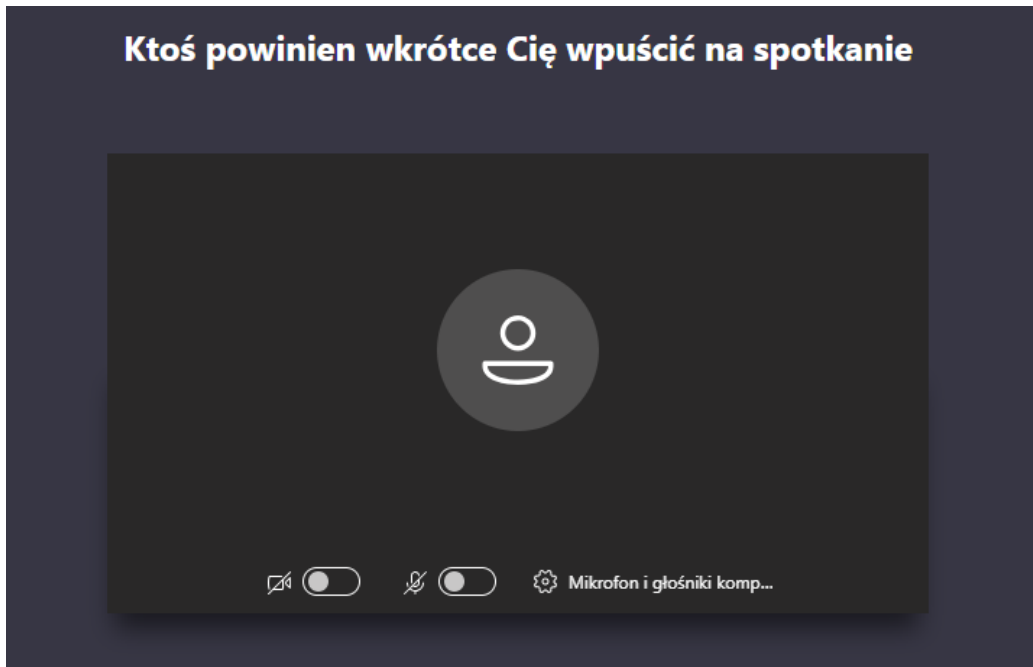 Ktoś powinien wkrótce Cię wpuścić na spotkanie
Mikrofon i głośniki komp...